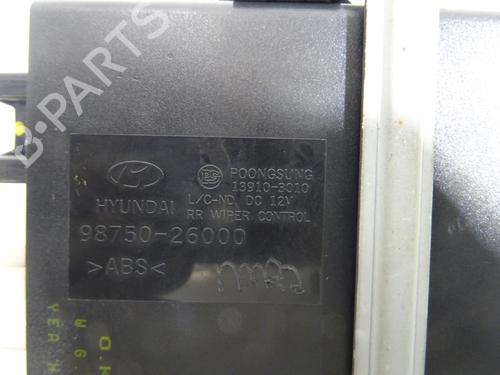 B-PARTS
HYUNDAI
POONGSUNG
13910-3010
L/C-ND, DC 12V
RR WIPER CONTROL
98750-26000
>ABS<